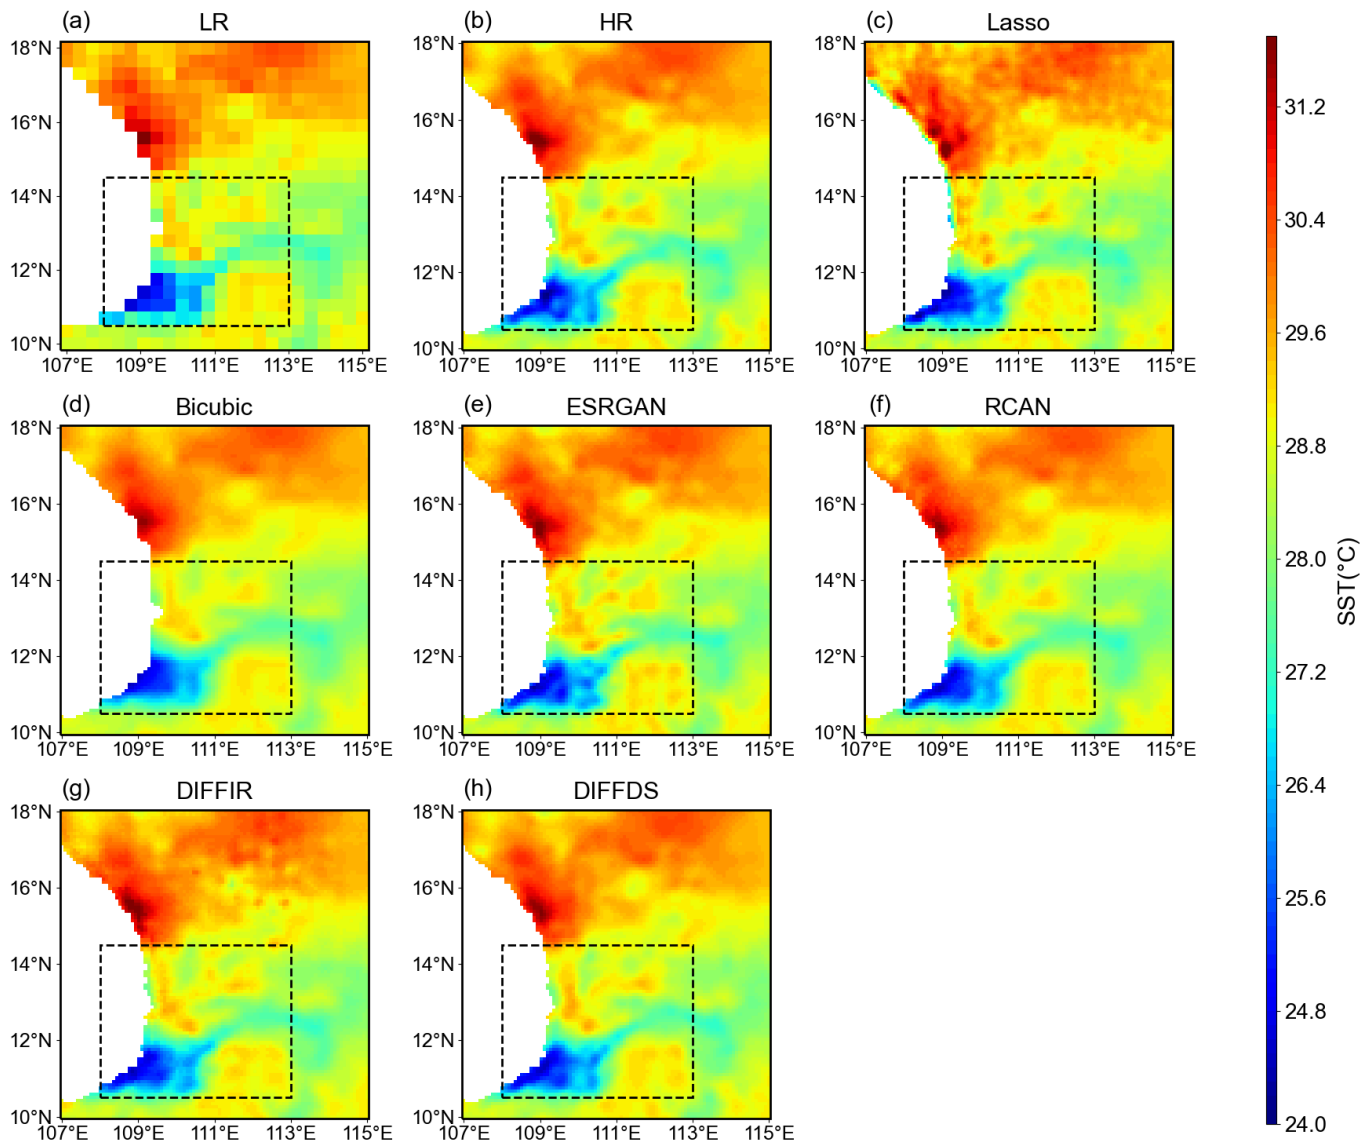 (a) LR
18°N
16°N
14°N
12°N
10°N
107°E 109°E 111°E 113°E 115°E
(b) HR
18°N
16°N
14°N
12°N
10°N
107°E 109°E 111°E 113°E 115°E
(c) Lasso
18°N
16°N
14°N
12°N
10°N
107°E 109°E 111°E 113°E 115°E
(d) Bicubic
18°N
16°N
14°N
12°N
10°N
107°E 109°E 111°E 113°E 115°E
(e) ESRGAN
18°N
16°N
14°N
12°N
10°N
107°E 109°E 111°E 113°E 115°E
(f) RCAN
18°N
16°N
14°N
12°N
10°N
107°E 109°E 111°E 113°E 115°E
(g) DIFFIR
18°N
16°N
14°N
12°N
10°N
107°E 109°E 111°E 113°E 115°E
(h) DIFFDS
18°N
16°N
14°N
12°N
10°N
107°E 109°E 111°E 113°E 115°E
31.2
30.4
29.6
28.8
28.0
27.2
26.4
25.6
24.8
24.0
SST(°C)